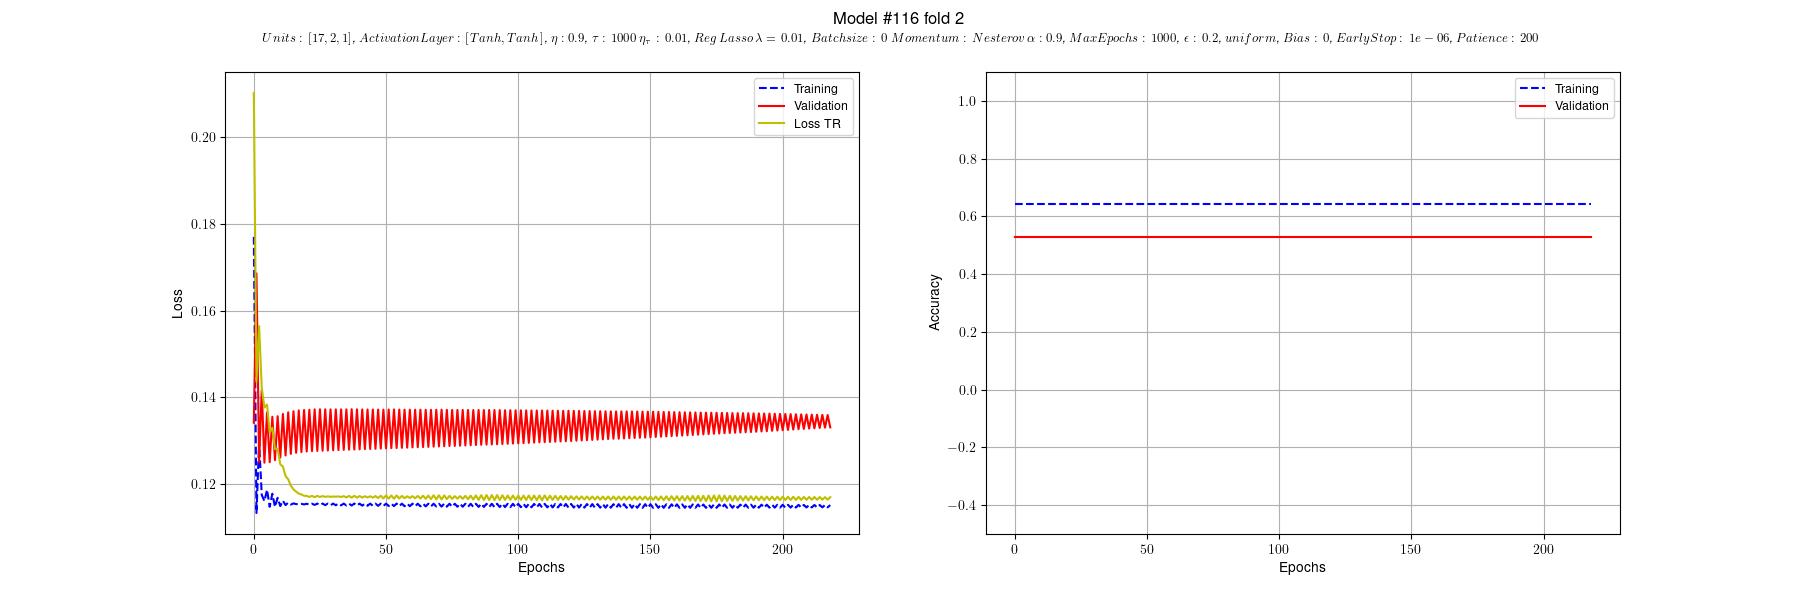 Model #116 fold 2
Units : [17, 2, 1], ActivationLayer : [Tanh, Tanh], η : 0.9, τ : 1000 η_τ : 0.01, Reg Lasso λ = 0.01, Batchsize : 0 Momentum : Nesterov α : 0.9, MaxEpochs : 1000, ϵ : 0.2, uniform, Bias : 0, EarlyStop : 1e − 06, Patience : 200
Training
Validation
Loss TR
0.20
0.18
0.16
0.14
0.12
Loss
0 50 100 150 200
Epochs
Training
Validation
1.0
0.8
0.6
0.4
0.2
0.0
−0.2
−0.4
Accuracy
0 50 100 150 200
Epochs